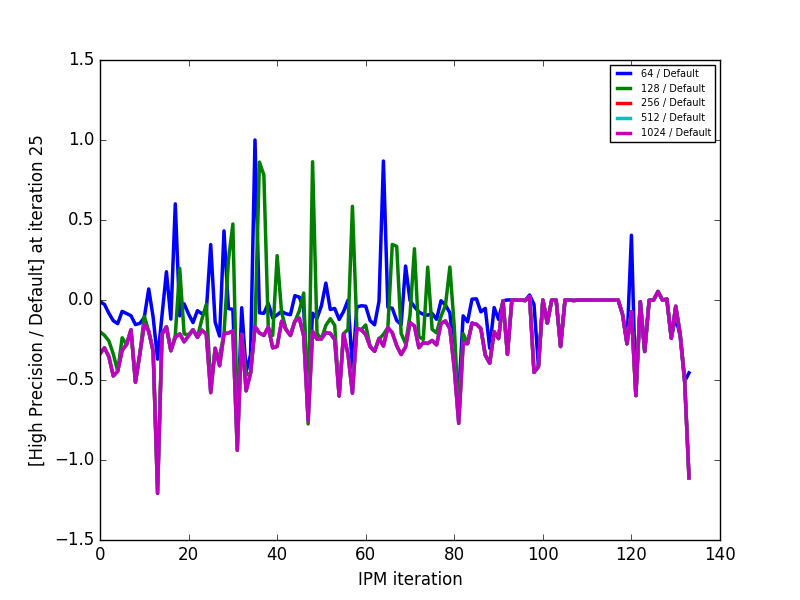 1.5
1.0
0.5
0.0
−0.5
−1.0
−1.5
[High Precision / Default] at iteration 25
64 / Default
128 / Default
256 / Default
512 / Default
1024 / Default
0 20 40 60 80 100 120 140
IPM iteration